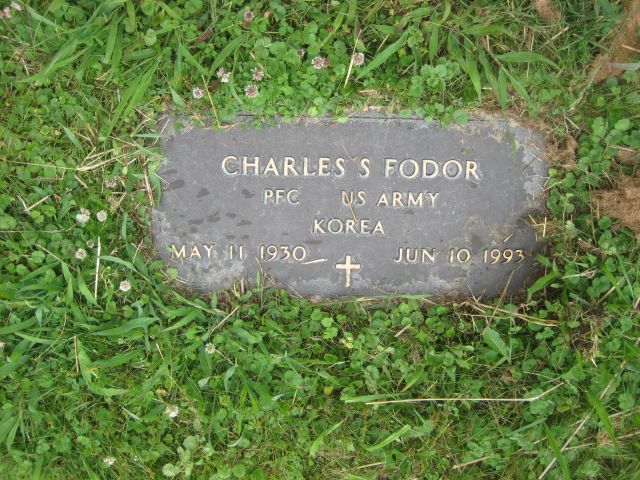 CHARLES S FODOR
PFC US ARMY
KOREA
MAY 11 1930 JUN 10 1993